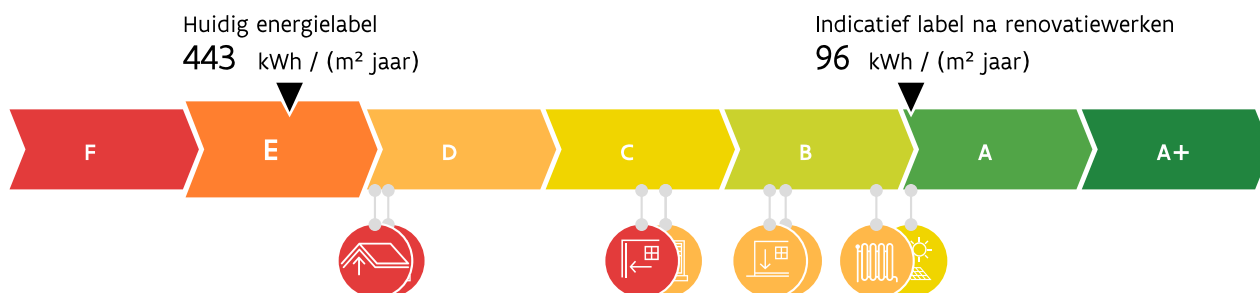 Huidig energielabel
443 kWh / (m² jaar)
Indicatief label na renovatiewerken
96 kWh / (m² jaar)
F E D C B A A+